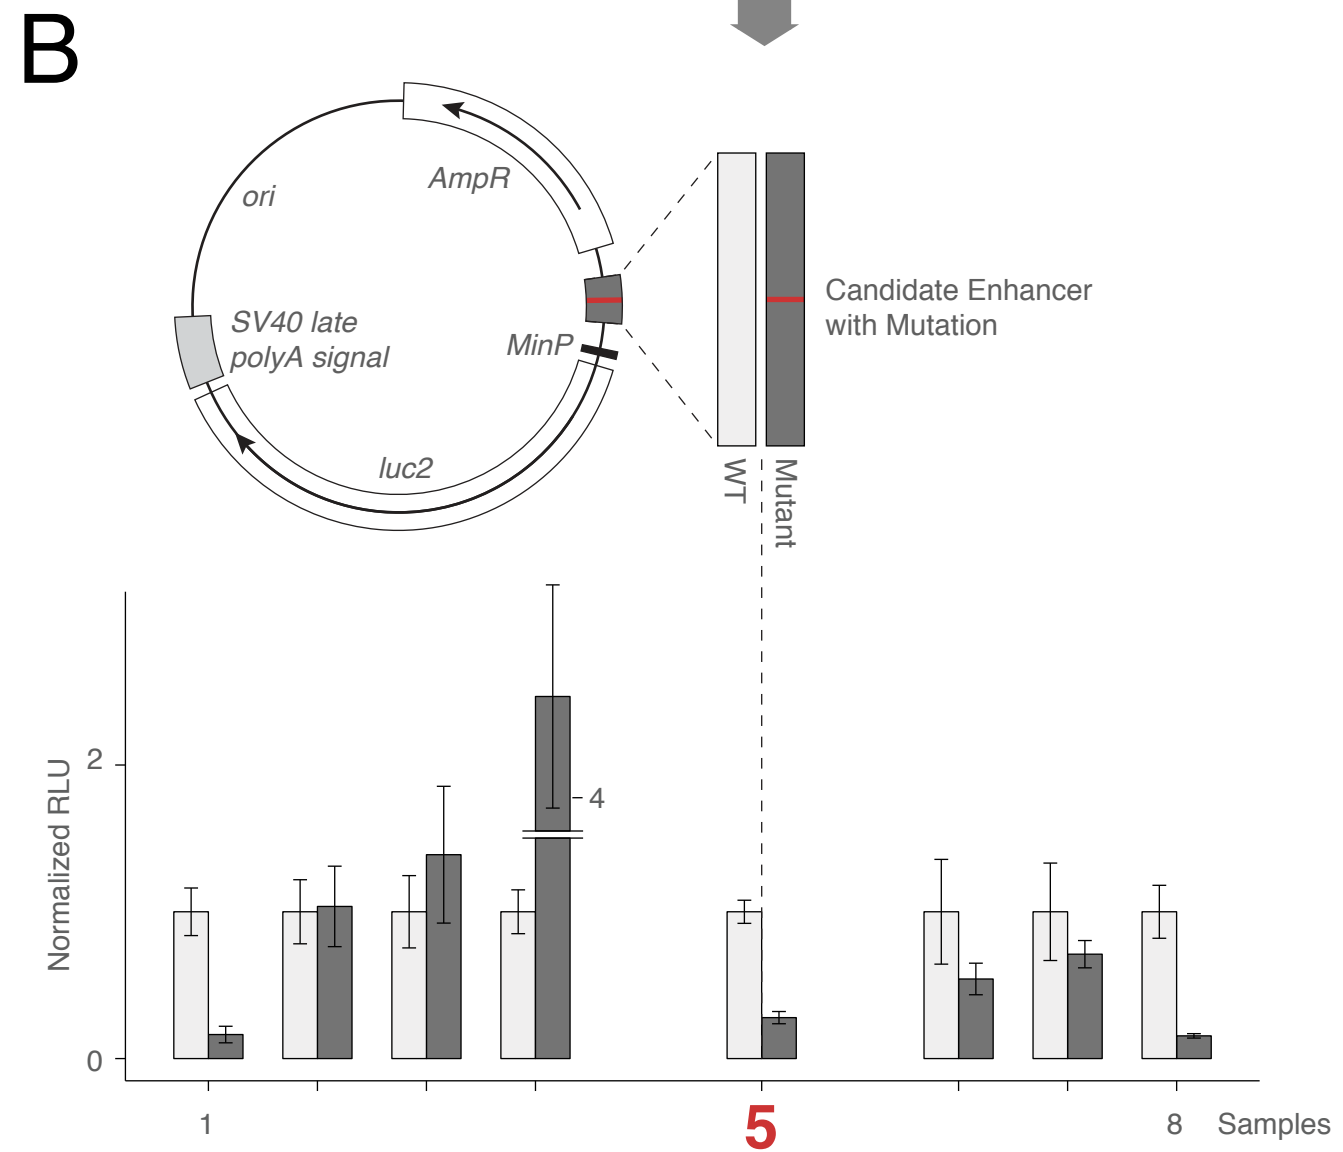 B
AmpR
ori
SV40 late
polyA signal
MinP
luc2
Candidate Enhancer
with Mutation
WT
Mutant
Normalized RLU
2
4
0
1
5
8
Samples